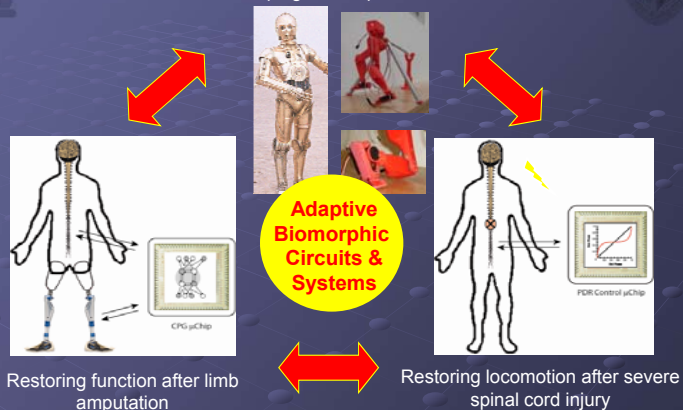 Adaptive
Biomorphic
Circuits &
Systems
CPG µChip
PDR Control µChip
Restoring function after limb
amputation
Restoring locomotion after severe
spinal cord injury